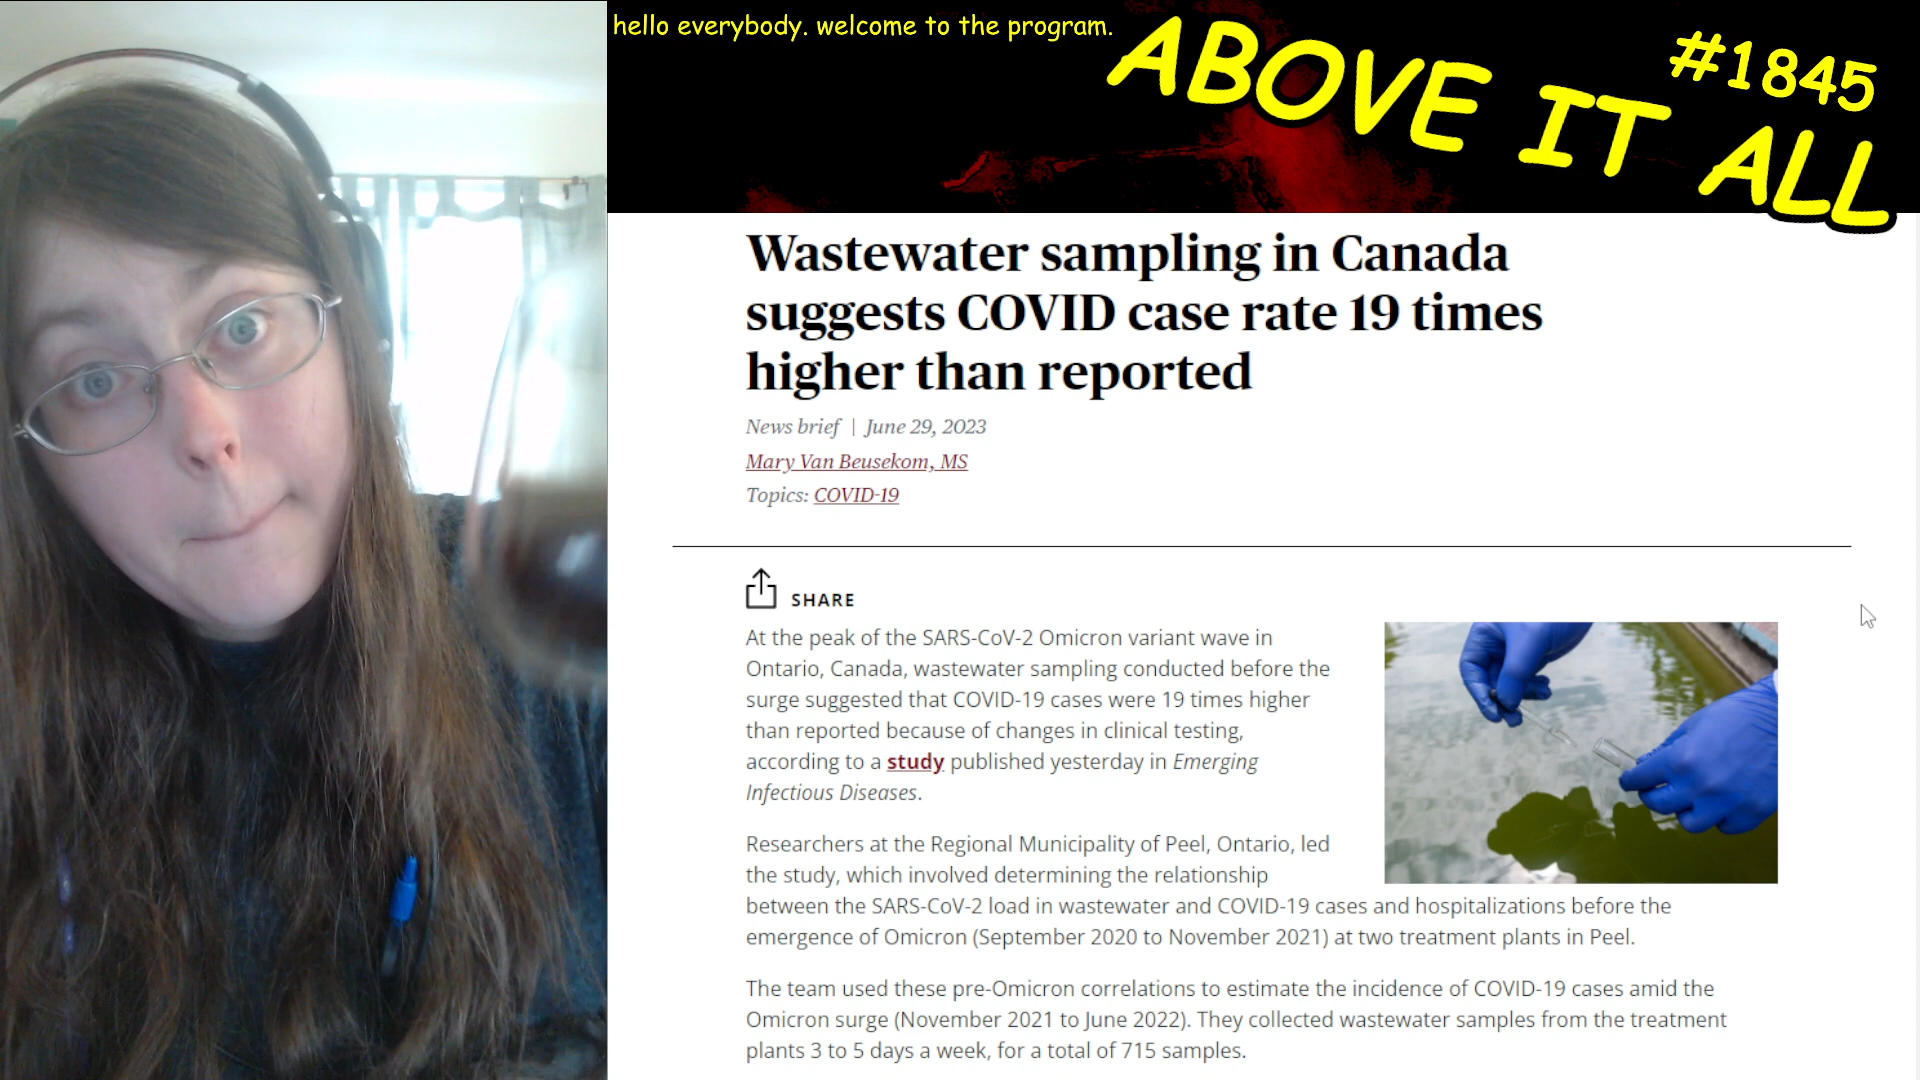 hello everybody. welcome to the program.
#1845
ABOVE IT ALL
Wastewater sampling in Canada
suggests COVID case rate 19 times
higher than reported
News brief | June 29, 2023
Mary Van Beusekom, MS
Topics: COVID-19
SHARE
At the peak of the SARS-CoV-2 Omicron variant wave in
Ontario, Canada, wastewater sampling conducted before the
surge suggested that COVID-19 cases were 19 times higher
than reported because of changes in clinical testing,
according to a study published yesterday in Emerging
Infectious Diseases.
Researchers at the Regional Municipality of Peel, Ontario, led
the study, which involved determining the relationship
between the SARS-CoV-2 load in wastewater and COVID-19 cases and hospitalizations before the
emergence of Omicron (September 2020 to November 2021) at two treatment plants in Peel.
The team used these pre-Omicron correlations to estimate the incidence of COVID-19 cases amid the
Omicron surge (November 2021 to June 2022). They collected wastewater samples from the treatment
plants 3 to 5 days a week, for a total of 715 samples.